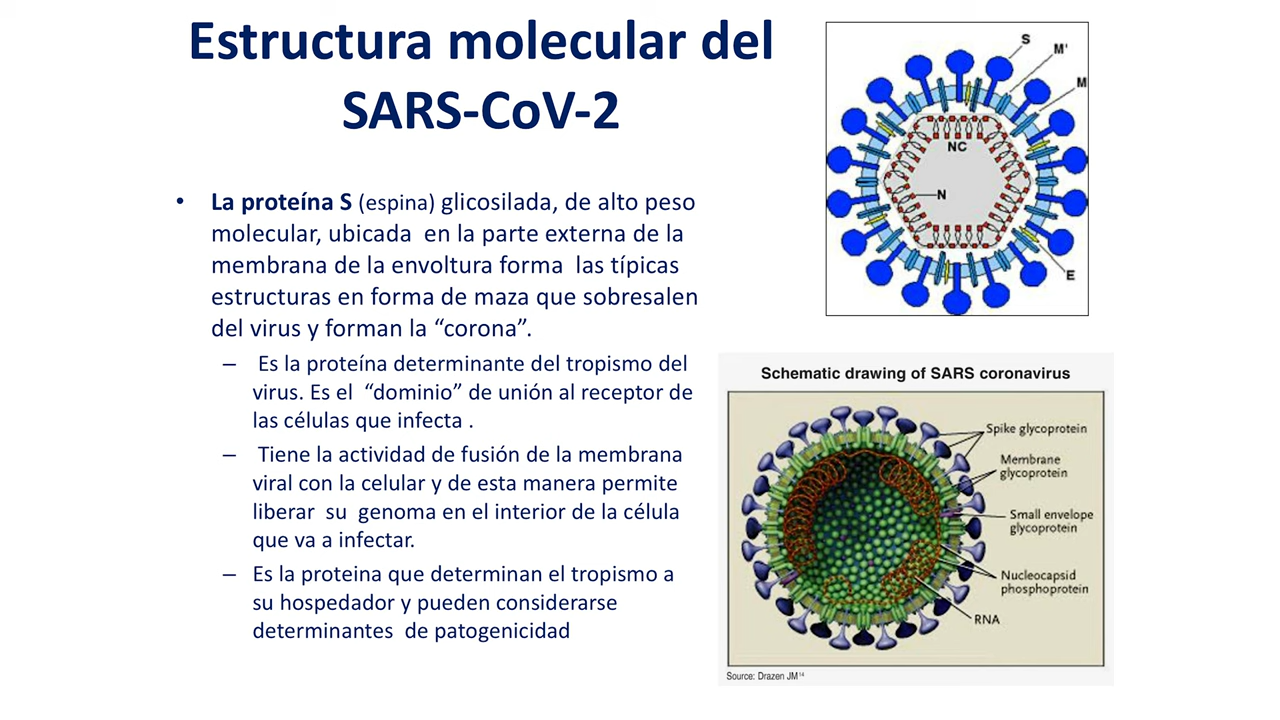 Estructura molecular del
SARS-CoV-2
• La proteína S (espina) glicosilada, de alto peso
molecular, ubicada en la parte externa de la
membrana de la envoltura forma las típicas
estructuras en forma de maza que sobresalen
del virus y forman la “corona”.
– Es la proteína determinante del tropismo del
virus. Es el “dominio” de unión al receptor de
las células que infecta .
– Tiene la actividad de fusión de la membrana
viral con la celular y de esta manera permite
liberar su genoma en el interior de la célula
que va a infectar.
– Es la proteina que determinan el tropismo a
su hospedador y pueden considerarse
determinantes de patogenicidad
S
M'
M
NC
N
E
Schematic drawing of SARS coronavirus
Spike glycoprotein
Membrane
glycoprotein
Small envelope
glycoprotein
Nucleocapsid
phosphoprotein
RNA
Source: Drazen JM¹⁴